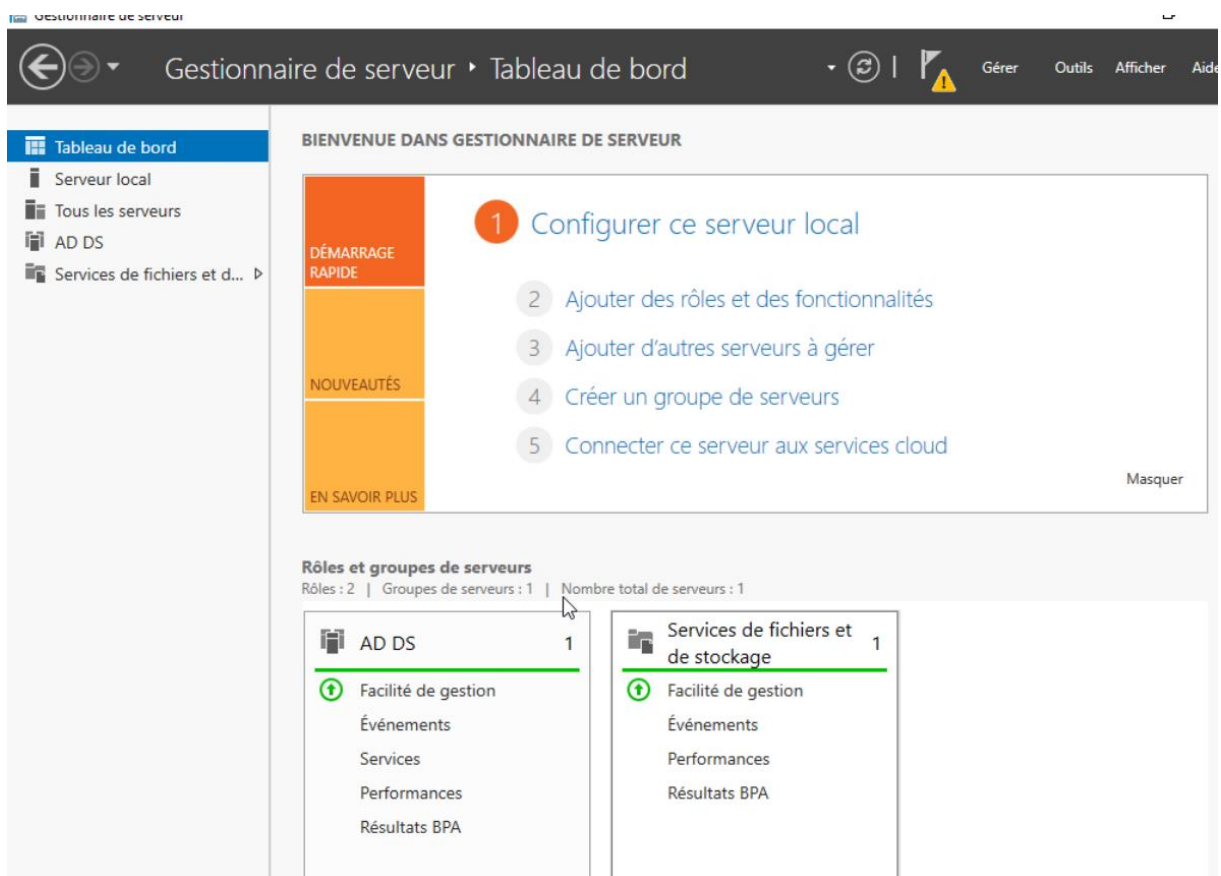 Gestionnaire de serveur
Gestionnaire de serveur ‣ Tableau de bord
Gérer Outils Afficher Aide
Tableau de bord
Serveur local
Tous les serveurs
AD DS
Services de fichiers et d...
BIENVENUE DANS GESTIONNAIRE DE SERVEUR
DÉMARRAGE
RAPIDE
NOUVEAUTÉS
EN SAVOIR PLUS
1 Configurer ce serveur local
2 Ajouter des rôles et des fonctionnalités
3 Ajouter d'autres serveurs à gérer
4 Créer un groupe de serveurs
5 Connecter ce serveur aux services cloud
Masquer
Rôles et groupes de serveurs
Rôles : 2 | Groupes de serveurs : 1 | Nombre total de serveurs : 1
AD DS 1
Facilité de gestion
Événements
Services
Performances
Résultats BPA
Services de fichiers et
de stockage 1
Facilité de gestion
Événements
Performances
Résultats BPA